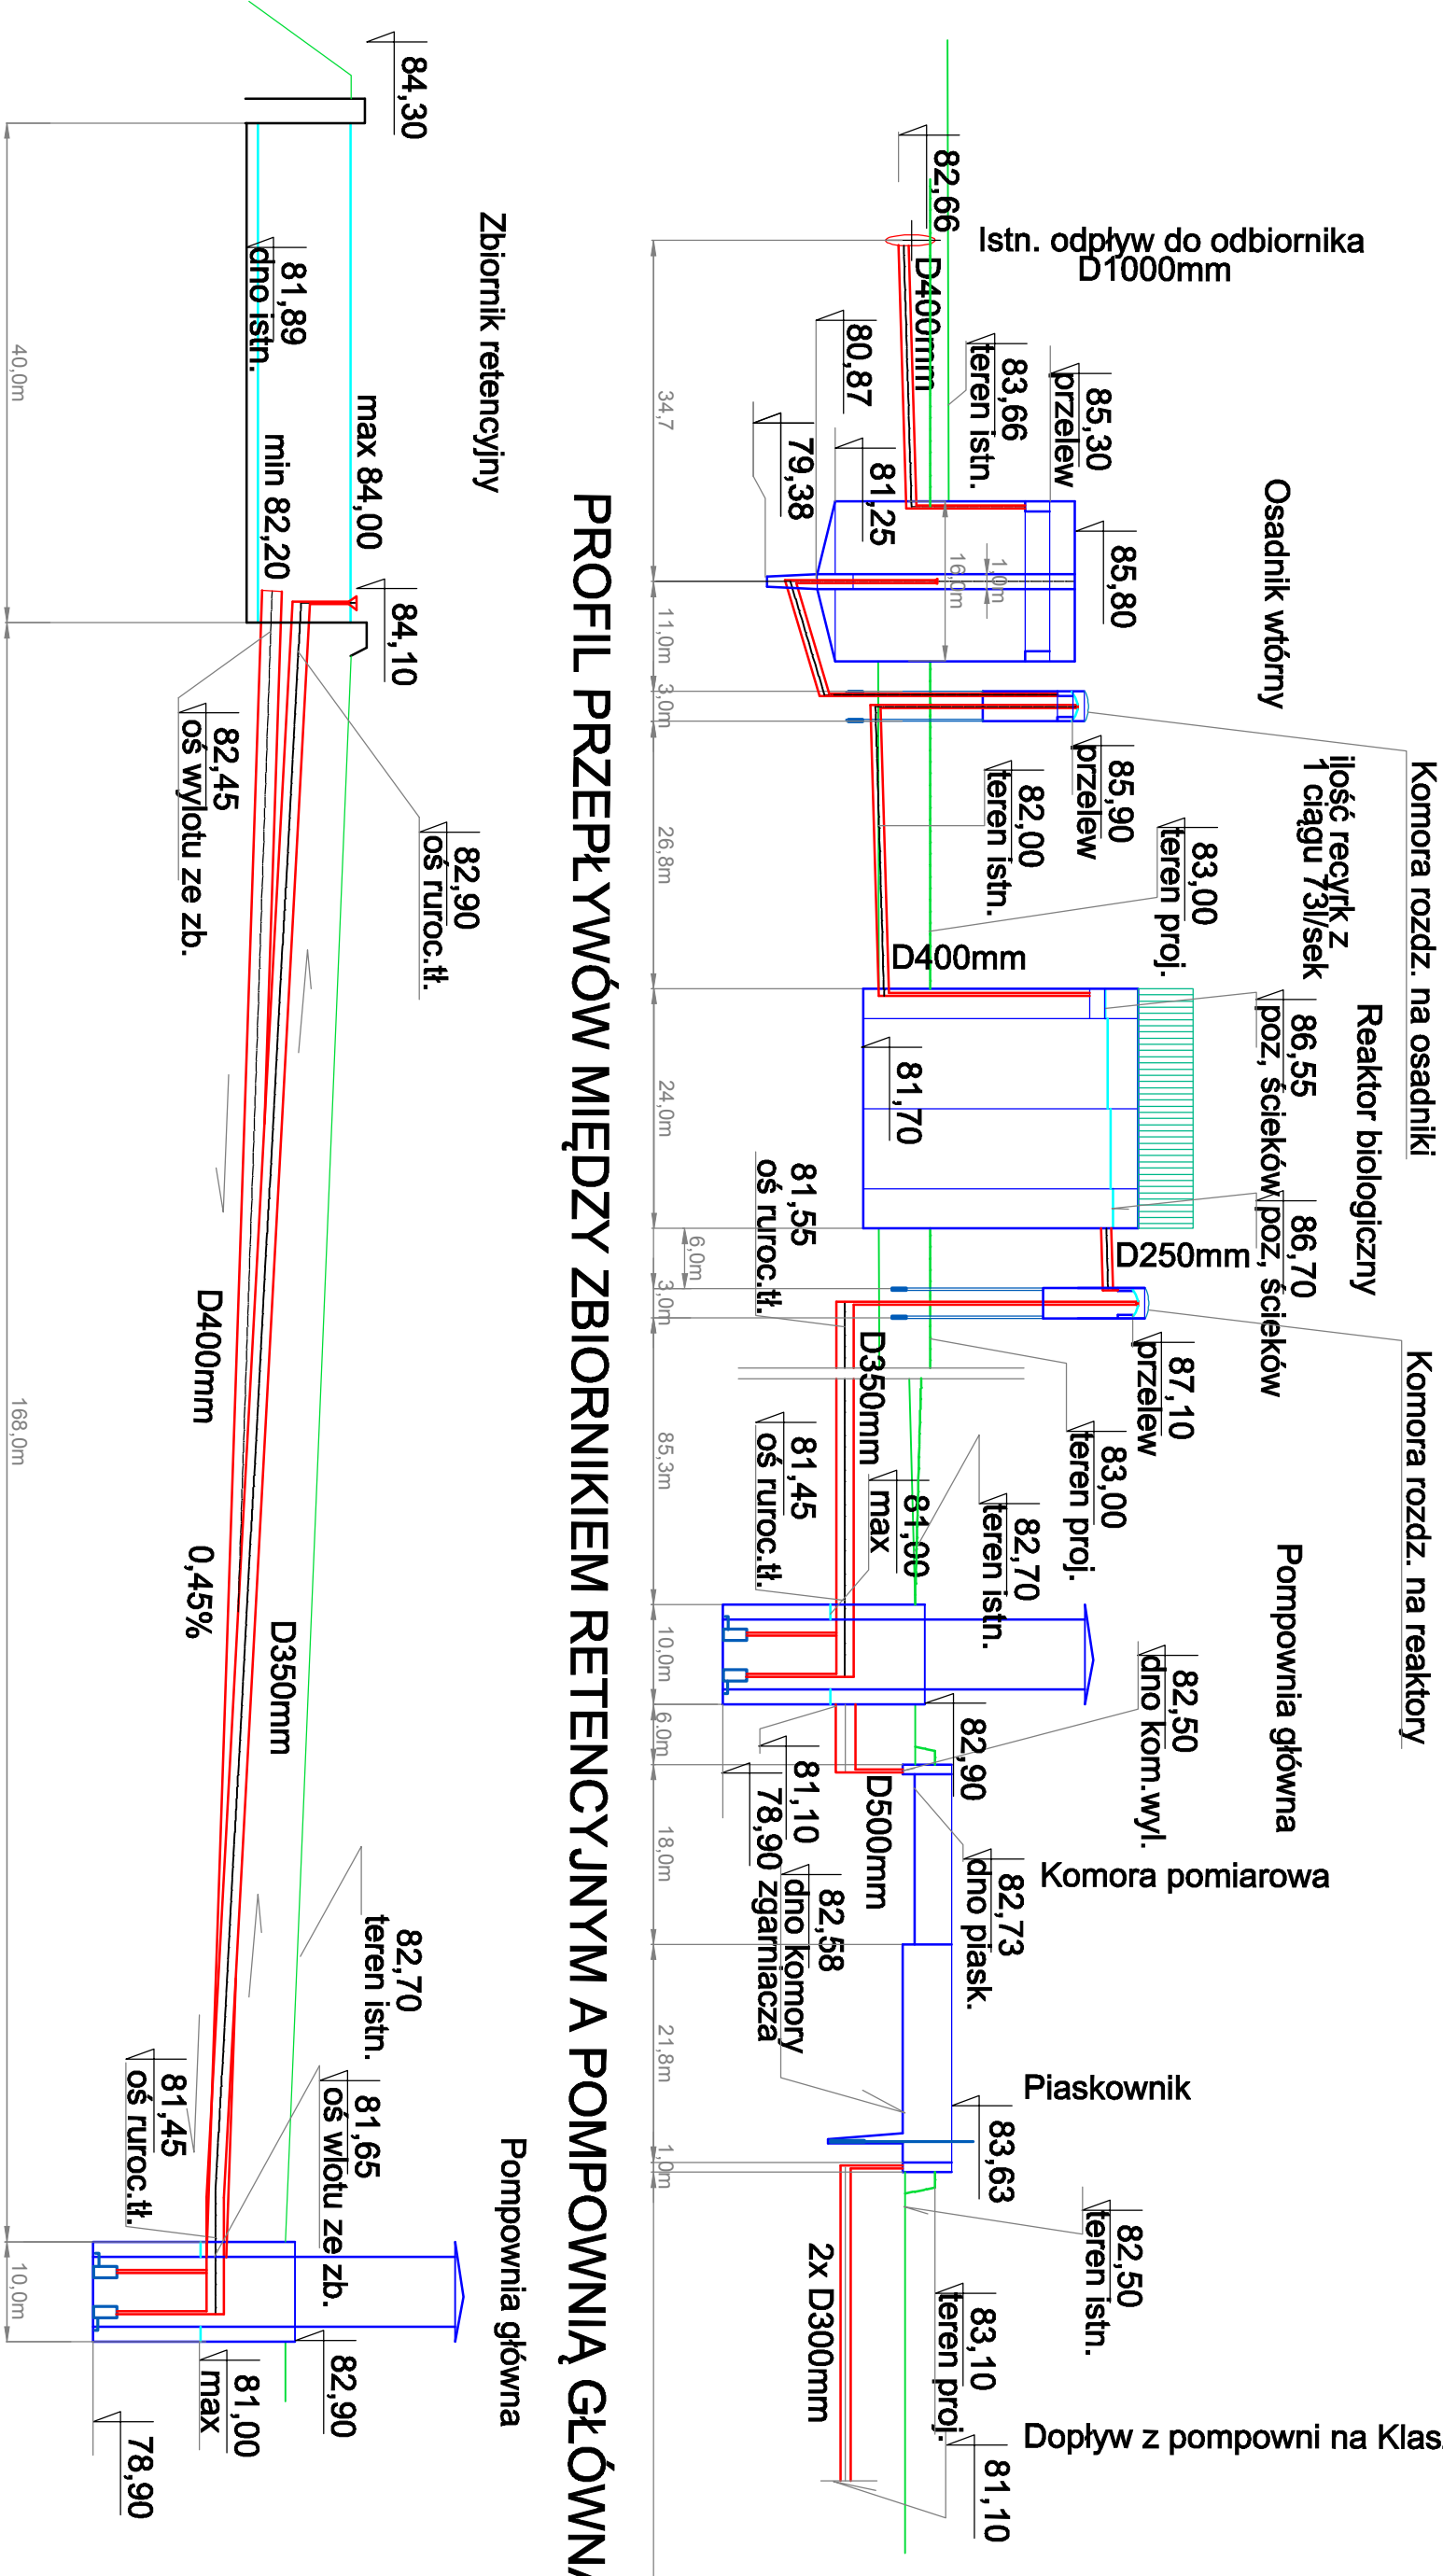 Istn. odpływ do odbiornika
D1000mm
82,66
D400mm
83,66
teren istn.
85,30
przelew
80,87
79,38
81,25
Osadnik wtórny
85,80
16,0m
1,0m
85,90
przelew
82,00
teren istn.
83,00
teren proj.
D400mm
Komora rozdz. na osadniki
ilość recyrk z
1 ciągu 73l/sek
86,55
poz, ścieków
Reaktor biologiczny
86,70
poz, ścieków
81,70
D250mm
81,55
oś ruroc.tł.
87,10
przelew
Komora rozdz. na reaktory
D350mm
83,00
teren proj.
81,45
oś ruroc.tł.
81,00
max
82,70
teren istn.
Pompownia główna
82,50
dno kom.wyl.
82,90
81,10
78,90
D500mm
82,73
dno piask.
Komora pomiarowa
82,58
dno komory
zgarniacza
Piaskownik
83,63
82,50
teren istn.
83,10
teren proj.
2x D300mm
Dopływ z pompowni na Klas
81,10
34,7
11,0m
3,0m
26,8m
24,0m
6,0m
3,0m
85,3m
10,0m
6.0m
18,0m
21,8m
1,0m
PROFIL PRZEPŁYWÓW MIĘDZY ZBIORNIKIEM RETENCYJNYM A POMPOWNIĄ GŁÓWNĄ
84,30
Zbiornik retencyjny
81,89
dno istn.
max 84,00
min 82,20
84,10
82,45
oś wylotu ze zb.
82,90
oś ruroc.tł.
D400mm
0,45%
D350mm
82,70
teren istn.
81,65
oś wlotu ze zb.
81,45
oś ruroc.tł.
Pompownia główna
82,90
81,00
max
78,90
40,0m
168,0m
10,0m